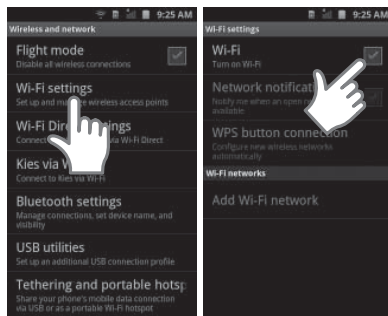 9:25 AM
Wireless and network
Flight mode
Disable all wireless connections
Wi-Fi settings
Set up and manage wireless access points
Wi-Fi Dir ings
Connect via Wi-Fi Direct
Kies via W
Connect to Kies via Wi-Fi
Bluetooth settings
Manage connections, set device name, and
visibility
USB utilities
Set up an additional USB connection profile
Tethering and portable hotsp
Share your phone's mobile data connection
via USB or as a portable Wi-Fi hotspot
9:25 AM
Wi-Fi settings
Wi-Fi
Turn on Wi-Fi
Network notificat
Notify me when an open
available
WPS button connection
Configure new wireless networks
automatically
Wi-Fi networks
Add Wi-Fi network